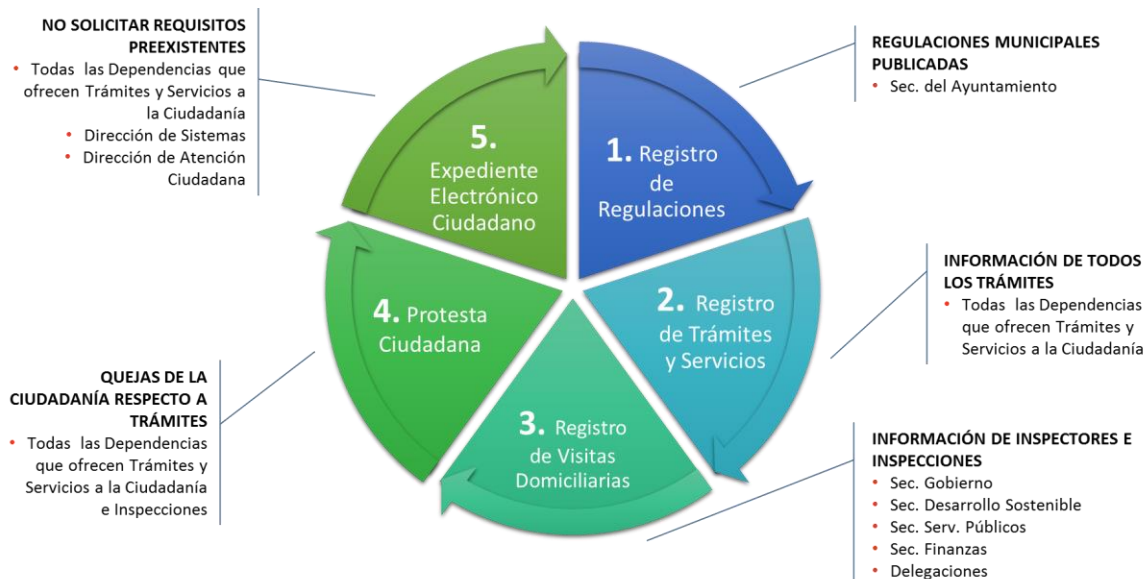 NO SOLICITAR REQUISITOS
PREEXISTENTES
• Todas las Dependencias que
ofrecen Trámites y Servicios a
la Ciudadanía
• Dirección de Sistemas
• Dirección de Atención
Ciudadana
REGULACIONES MUNICIPALES
PUBLICADAS
• Sec. del Ayuntamiento
5.
Expediente
Electrónico
Ciudadano
1. Registro
de
Regulaciones
INFORMACIÓN DE TODOS
LOS TRÁMITES
• Todas las Dependencias
que ofrecen Trámites y
Servicios a la Ciudadanía
4. Protesta
Ciudadana
2. Registro
de Trámites
y Servicios
QUEJAS DE LA
CIUDADANÍA RESPECTO A
TRÁMITES
• Todas las Dependencias
que ofrecen Trámites y
Servicios a la Ciudadanía
e Inspecciones
3. Registro
de Visitas
Domiciliarias
INFORMACIÓN DE INSPECTORES E
INSPECCIONES
• Sec. Gobierno
• Sec. Desarrollo Sostenible
• Sec. Serv. Públicos
• Sec. Finanzas
• Delegaciones